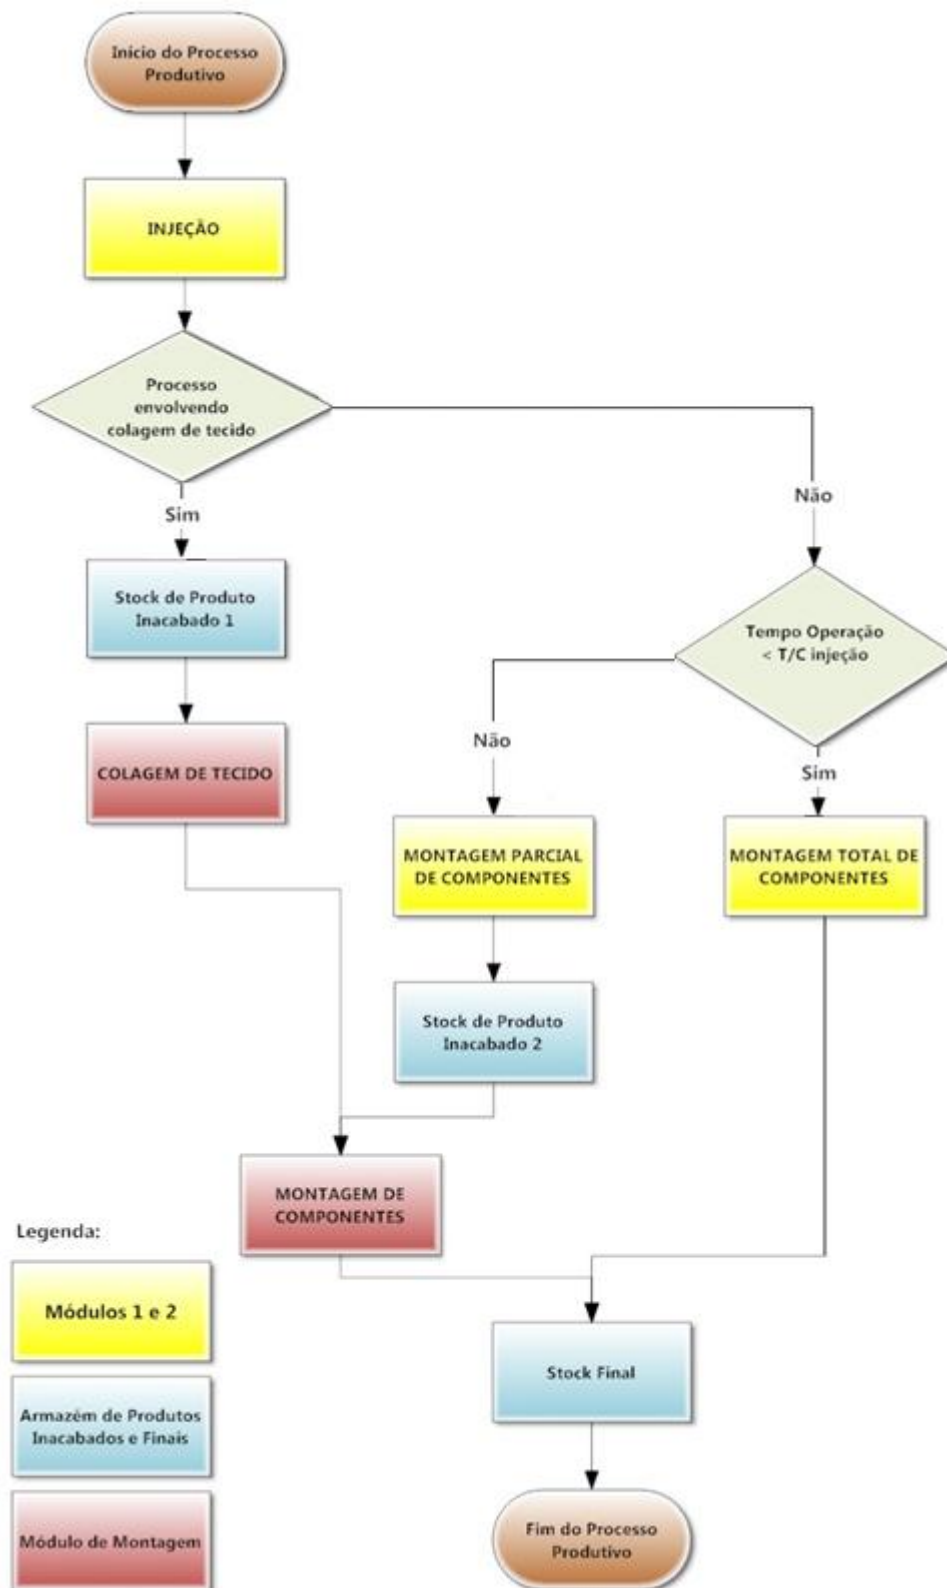 Início do Processo
Produtivo
INJEÇÃO
Processo
envolvendo
colagem de tecido
Sim
Não
Stock de Produto
Inacabado 1
Tempo Operação
< T/C injeção
COLAGEM DE TECIDO
Não
Sim
MONTAGEM PARCIAL
DE COMPONENTES
MONTAGEM TOTAL DE
COMPONENTES
Stock de Produto
Inacabado 2
MONTAGEM DE
COMPONENTES
Legenda:
Módulos 1 e 2
Armazém de Produtos
Inacabados e Finais
Módulo de Montagem
Stock Final
Fim do Processo
Produtivo